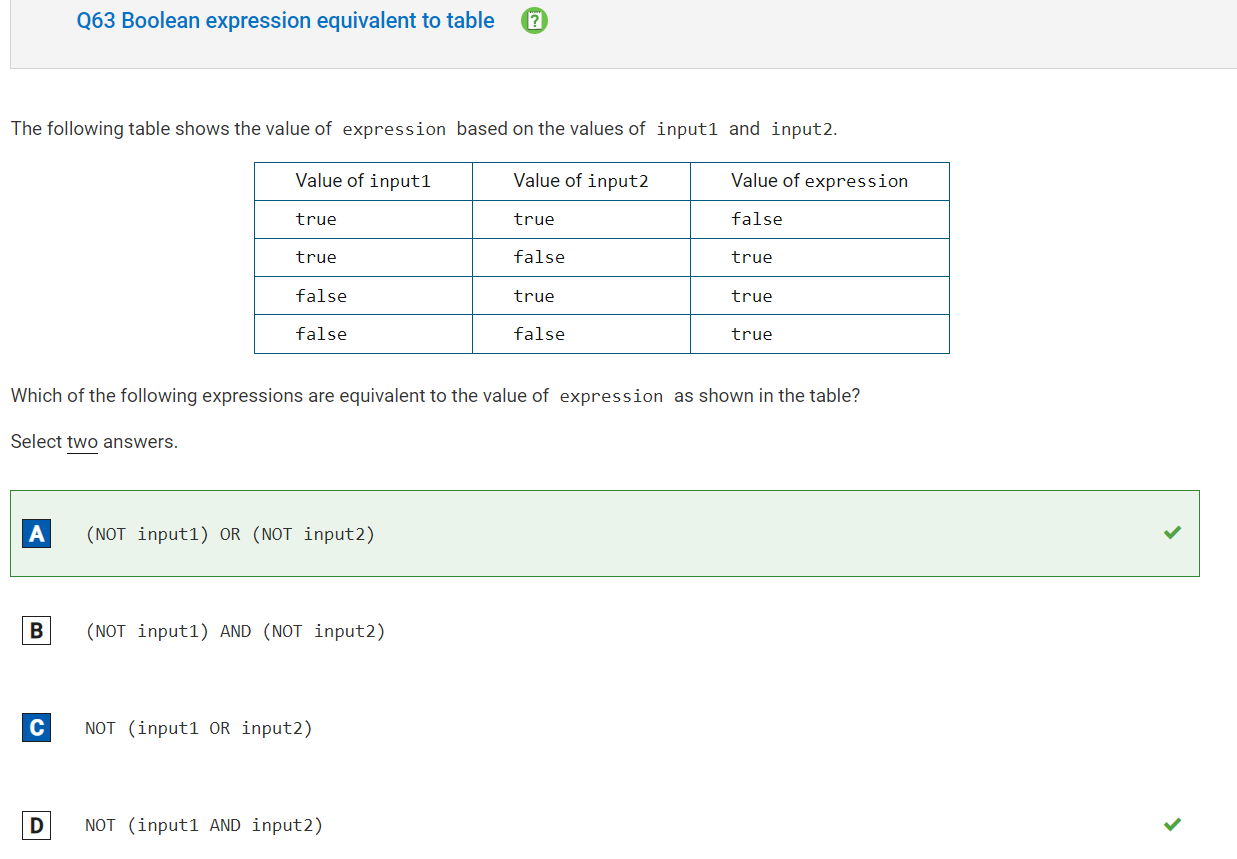 Q63 Boolean expression equivalent to table
The following table shows the value of expression based on the values of input1 and input2.
Value of input1 Value of input2 Value of expression
true true false
true false true
false true true
false false true
Which of the following expressions are equivalent to the value of expression as shown in the table?
Select two answers.
A (NOT input1) OR (NOT input2)
B (NOT input1) AND (NOT input2)
C NOT (input1 OR input2)
D NOT (input1 AND input2)